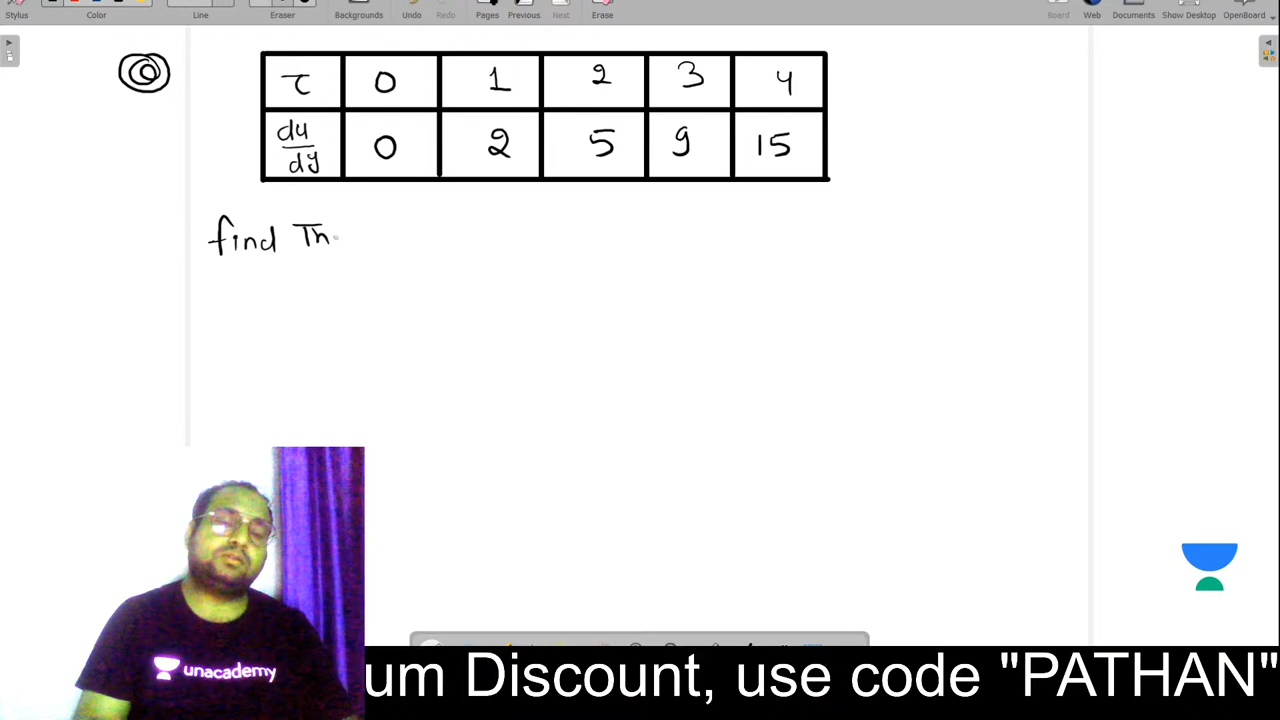 Stylus Color Line Eraser Backgrounds Undo Redo Pages Previous Next Erase Board Web Documents Show Desktop OpenBoard
τ 0 1 2 3 4
du/dy 0 2 5 9 15
find Th
unacademy
um Discount, use code "PATHAN"